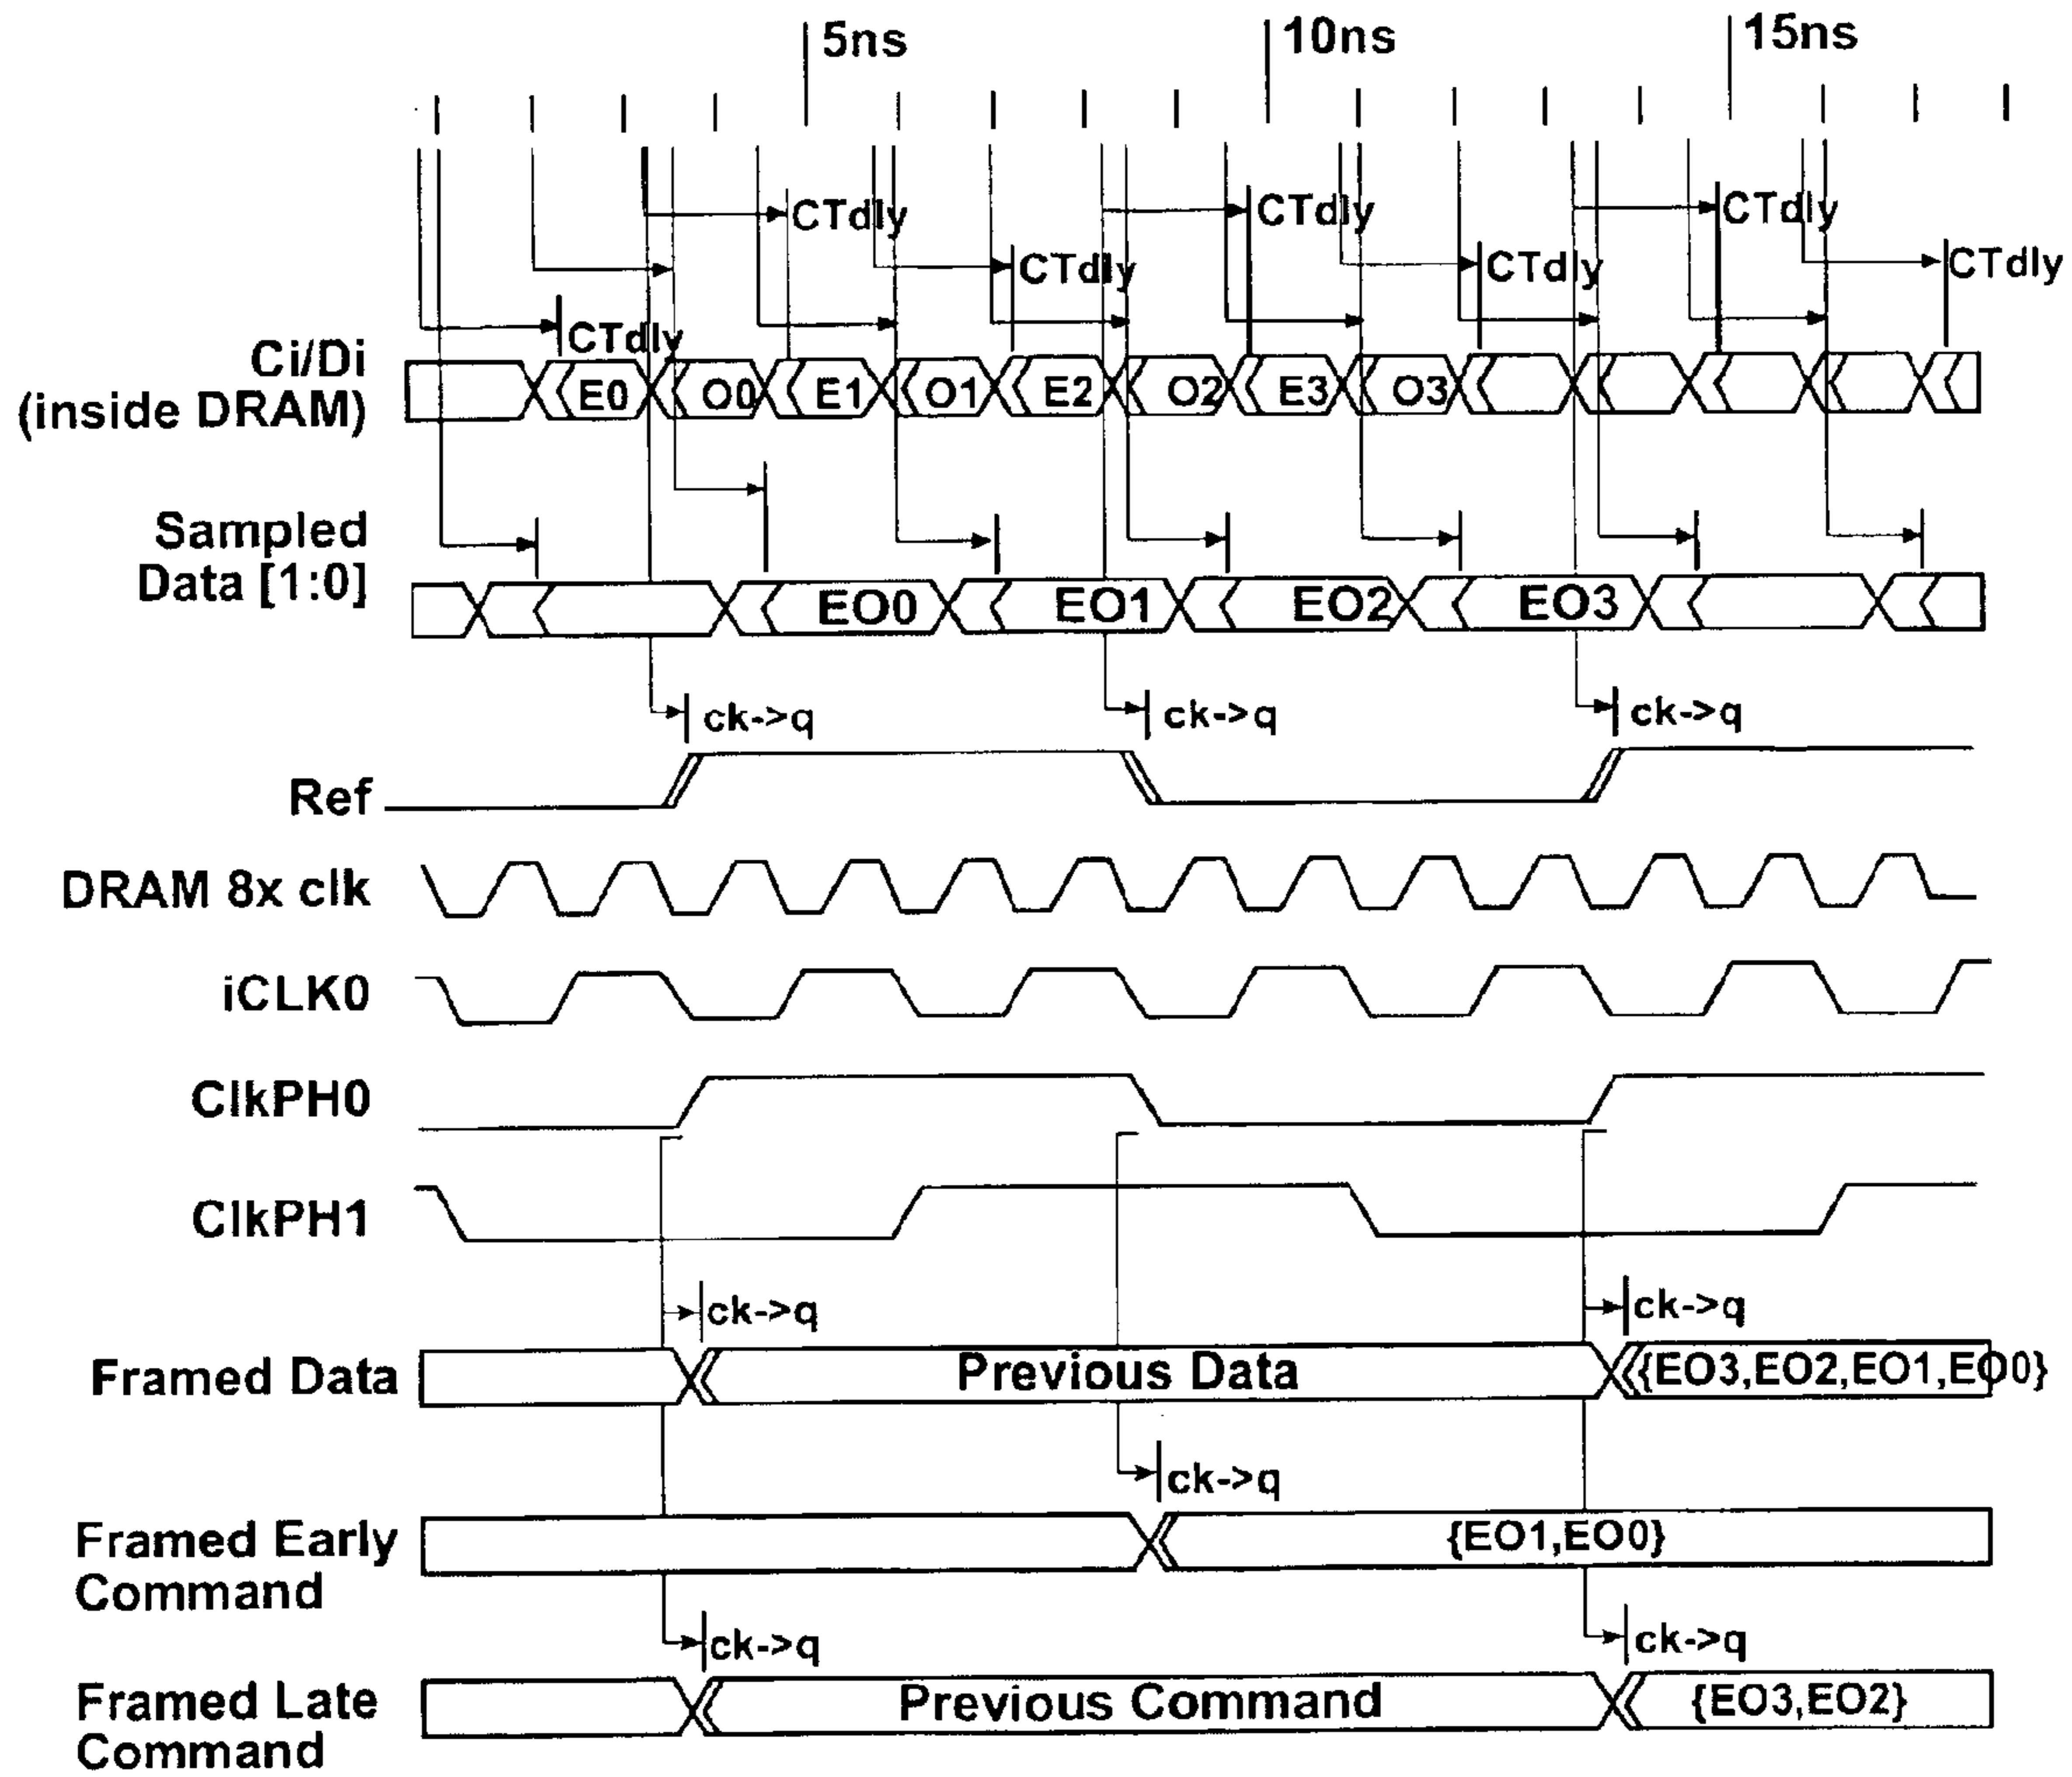 5ns 10ns 15ns
CTdly CTdly CTdly
CTdly CTdly CTdly
CTdly
Ci/Di
(inside DRAM)
E0 O0 E1 O1 E2 O2 E3 O3
Sampled
Data [1:0]
EO0 EO1 EO2 EO3
ck->q ck->q ck->q
Ref
DRAM 8x clk
iCLK0
ClkPH0
ClkPH1
ck->q ck->q
Framed Data
Previous Data {EO3,EO2,EO1,EO0}
ck->q
Framed Early
Command
{EO1,EO0}
ck->q ck->q
Framed Late
Command
Previous Command {EO3,EO2}